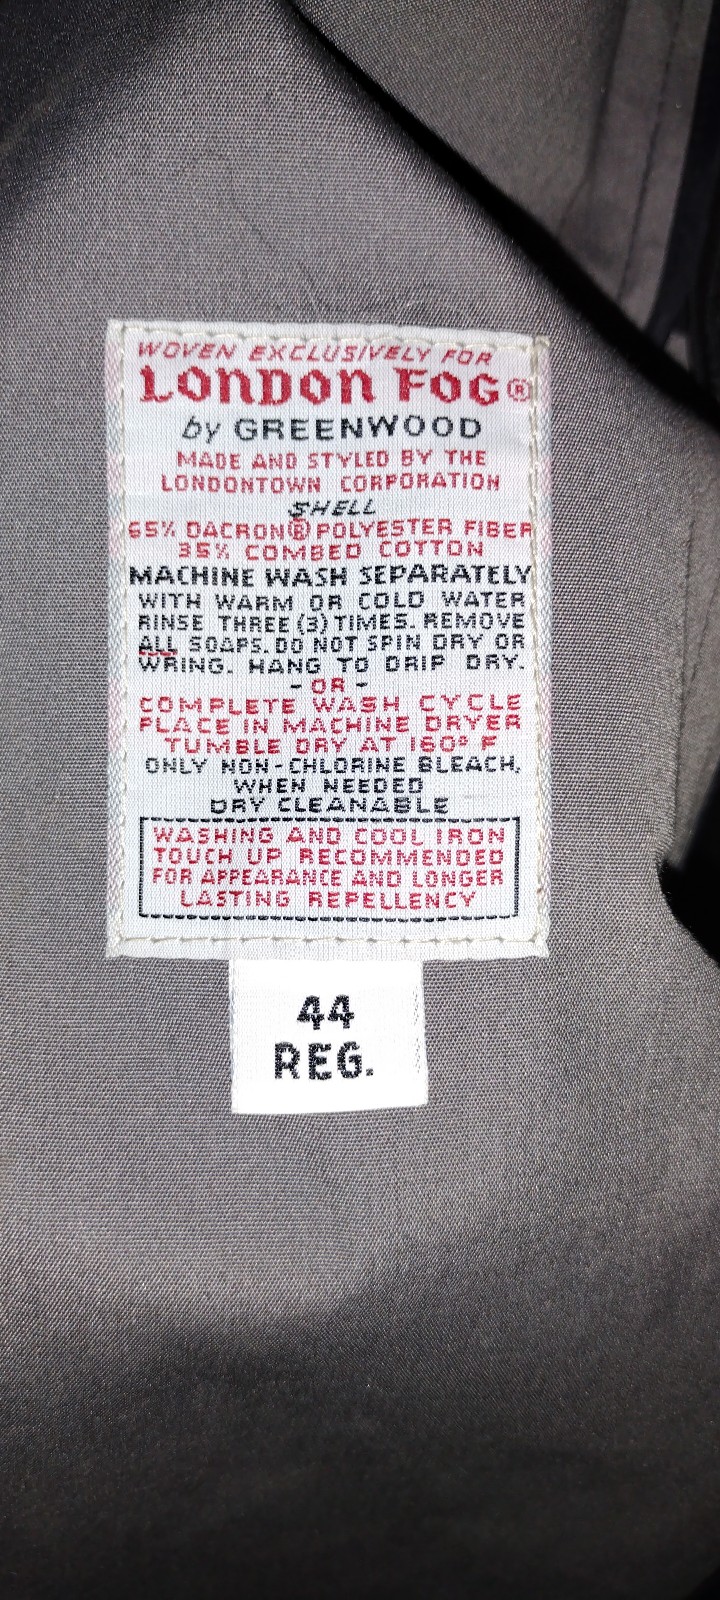 WOVEN EXCLUSIVELY FOR
LONDON FOG®
by GREENWOOD
MADE AND STYLED BY THE
LONDONTOWN CORPORATION
SHELL
65% DACRON® POLYESTER FIBER
35% COMBED COTTON
MACHINE WASH SEPARATELY
WITH WARM OR COLD WATER
RINSE THREE (3) TIMES. REMOVE
ALL SOAPS. DO NOT SPIN DRY OR
WRING. HANG TO DRIP DRY.
- OR -
COMPLETE WASH CYCLE
PLACE IN MACHINE DRYER
TUMBLE DRY AT 160° F
ONLY NON-CHLORINE BLEACH,
WHEN NEEDED
DRY CLEANABLE
WASHING AND COOL IRON
TOUCH UP RECOMMENDED
FOR APPEARANCE AND LONGER
LASTING REPELLENCY
44
REG.